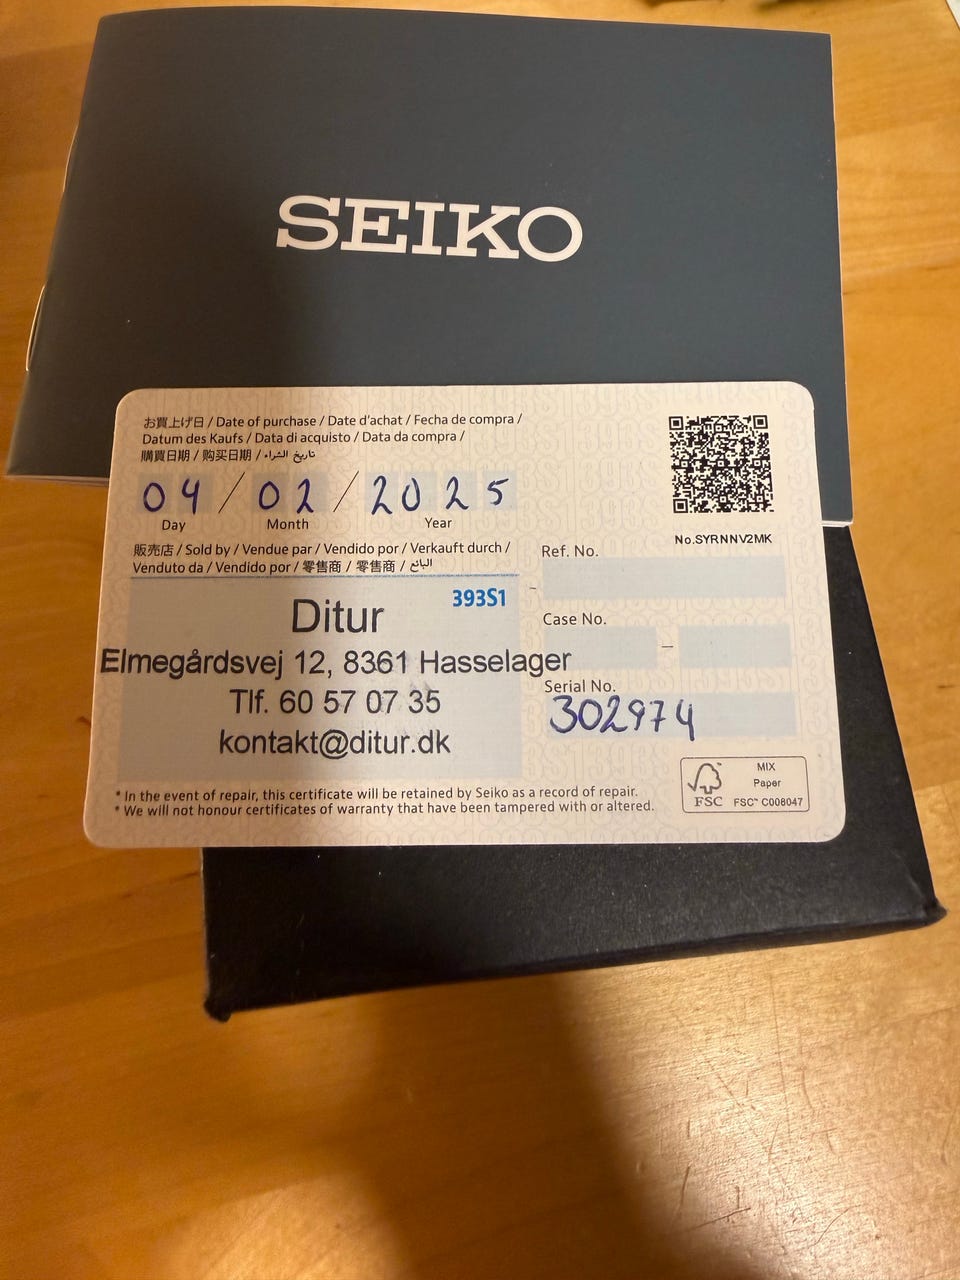 SEIKO
お買上げ日 / Date of purchase / Date d'achat / Fecha de compra /
Datum des Kaufs / Data di acquisto / Data da compra /
購買日期 / 购买日期 / تاريخ الشراء
04 / 02 / 2025
Day Month Year
販売店 / Sold by / Vendue par / Vendido por / Verkauft durch /
Venduto da / Vendido por / 零售商 / 零售商 / البائع
393S1
Ditur
Elmegårdsvej 12, 8361 Hasselager
Tlf. 60 57 07 35
kontakt@ditur.dk
No.SYRNNV2MK
Ref. No.
Case No.
–
Serial No.
302974
* In the event of repair, this certificate will be retained by Seiko as a record of repair.
* We will not honour certificates of warranty that have been tampered with or altered.
FSC
MIX
Paper
FSC™ C008047